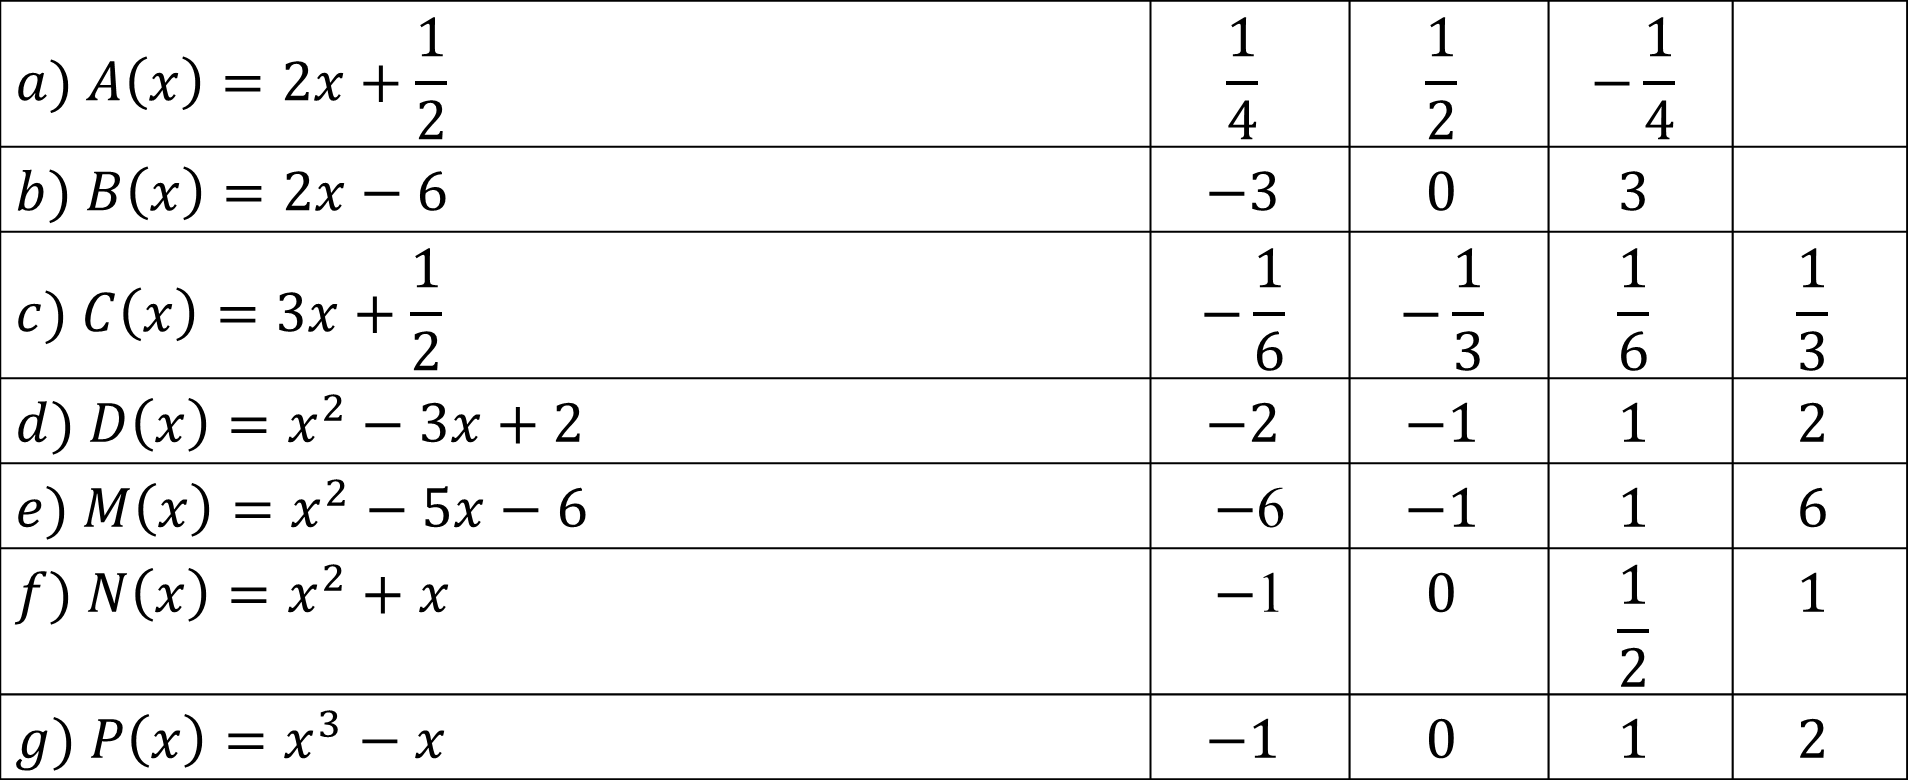 a) A(x) = 2x + 1/2 1/4 1/2 −1/4
b) B(x) = 2x − 6 −3 0 3
c) C(x) = 3x + 1/2 −1/6 −1/3 1/6 1/3
d) D(x) = x² − 3x + 2 −2 −1 1 2
e) M(x) = x² − 5x − 6 −6 −1 1 6
f) N(x) = x² + x −1 0 1/2 1
g) P(x) = x³ − x −1 0 1 2